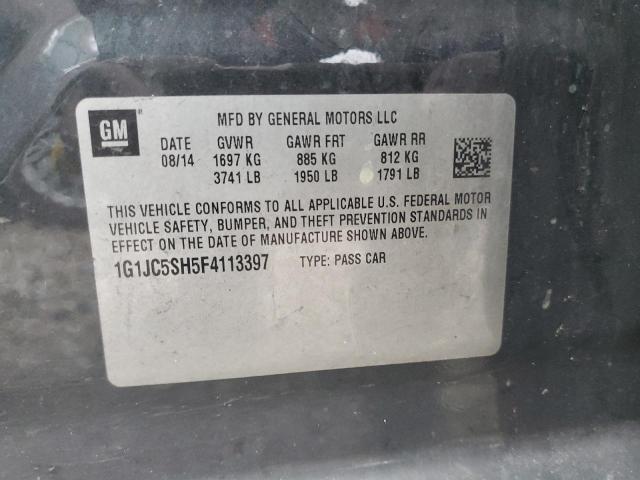 GM
MFD BY GENERAL MOTORS LLC
DATE GVWR GAWR FRT GAWR RR
08/14 1697 KG 885 KG 812 KG
3741 LB 1950 LB 1791 LB
THIS VEHICLE CONFORMS TO ALL APPLICABLE U.S. FEDERAL MOTOR
VEHICLE SAFETY, BUMPER, AND THEFT PREVENTION STANDARDS IN
EFFECT ON THE DATE OF MANUFACTURE SHOWN ABOVE.
1G1JC5SH5F4113397 TYPE: PASS CAR